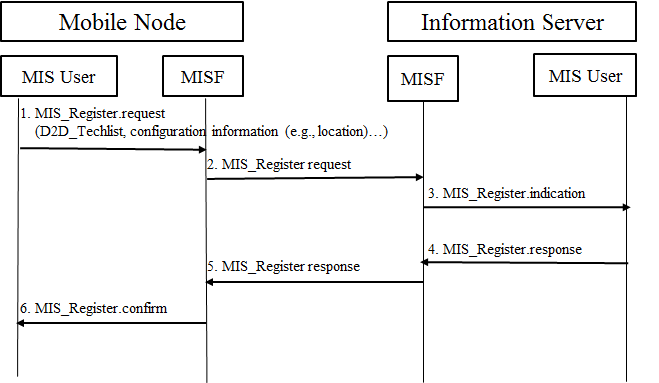 Mobile Node
Information Server
MIS User
MISF
MISF
MIS User
1. MIS_Register.request
(D2D_Techlist, configuration information (e.g., location)…)
2. MIS_Register request
3. MIS_Register.indication
4. MIS_Register.response
5. MIS_Register response
6. MIS_Register.confirm